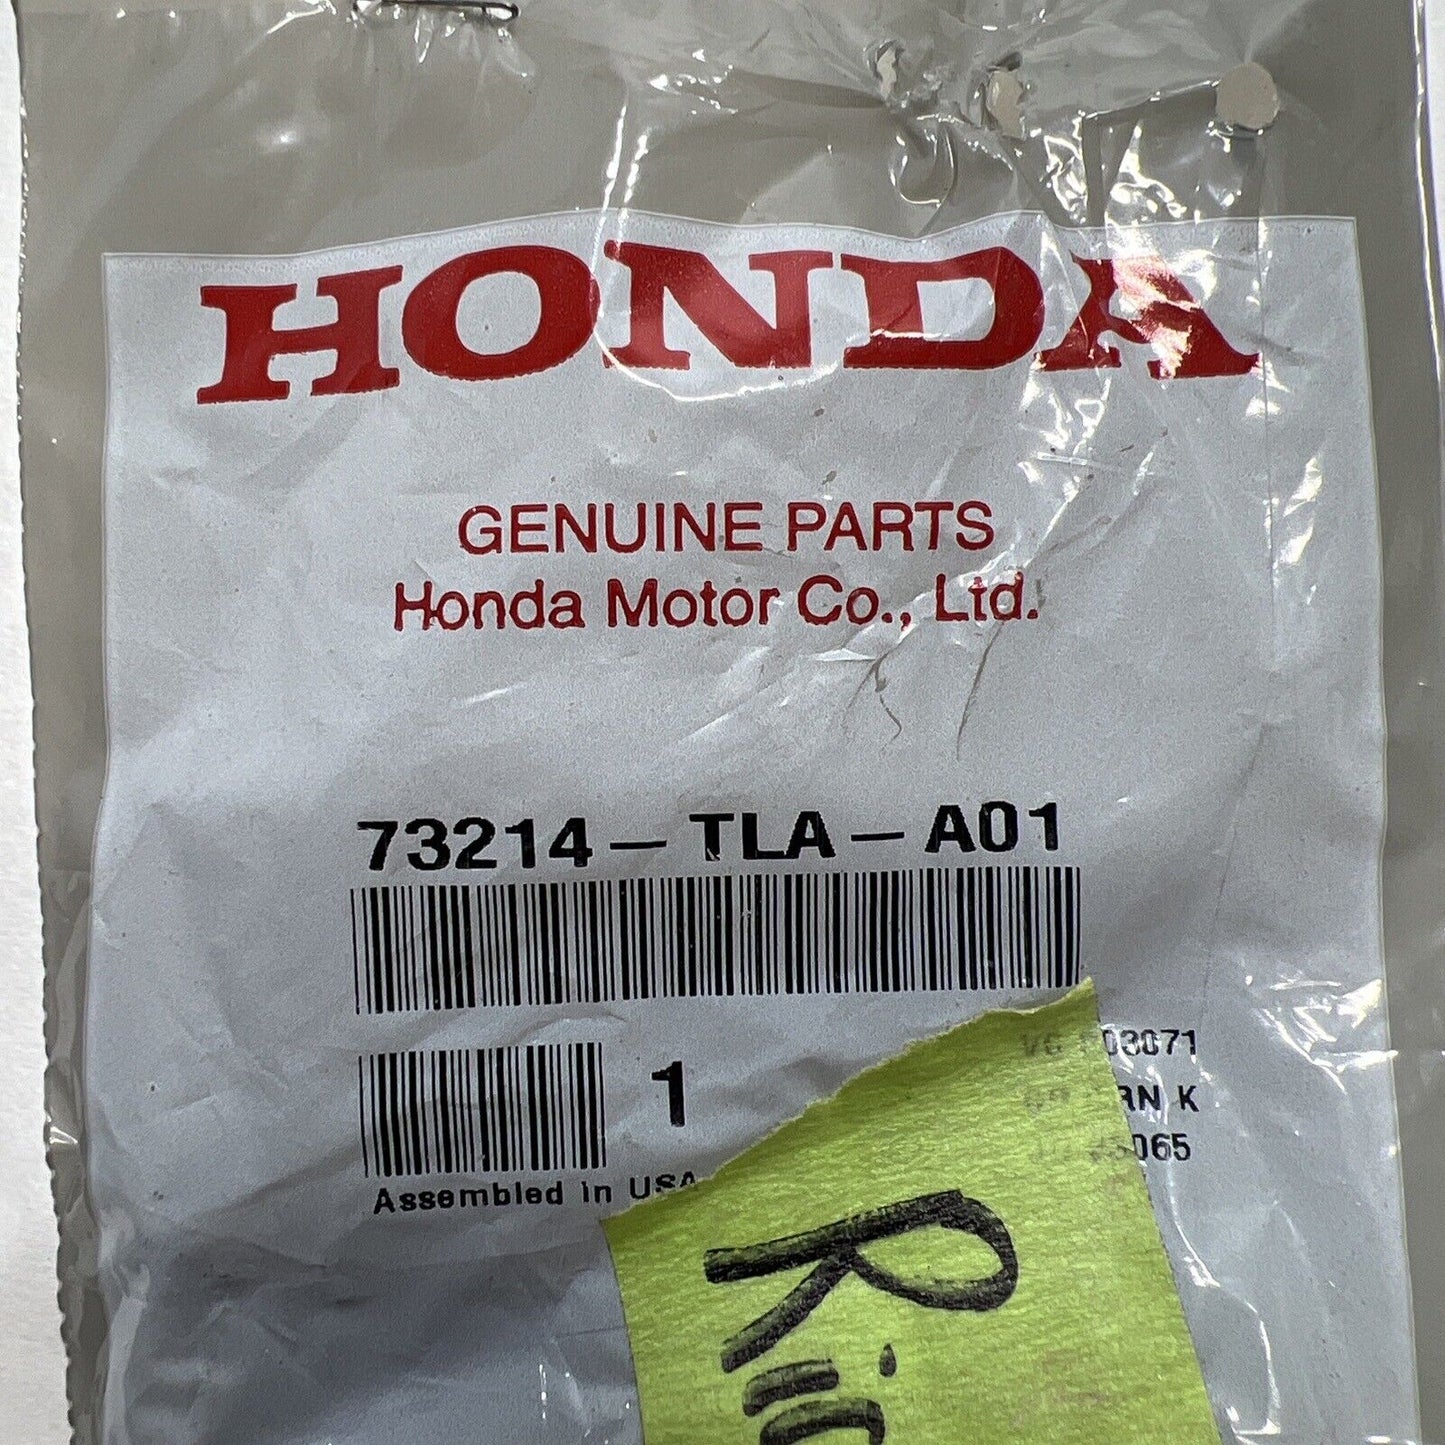 HONDA
GENUINE PARTS
Honda Motor Co., Ltd.
73214-TLA-A01
1
K
Assembled in USA